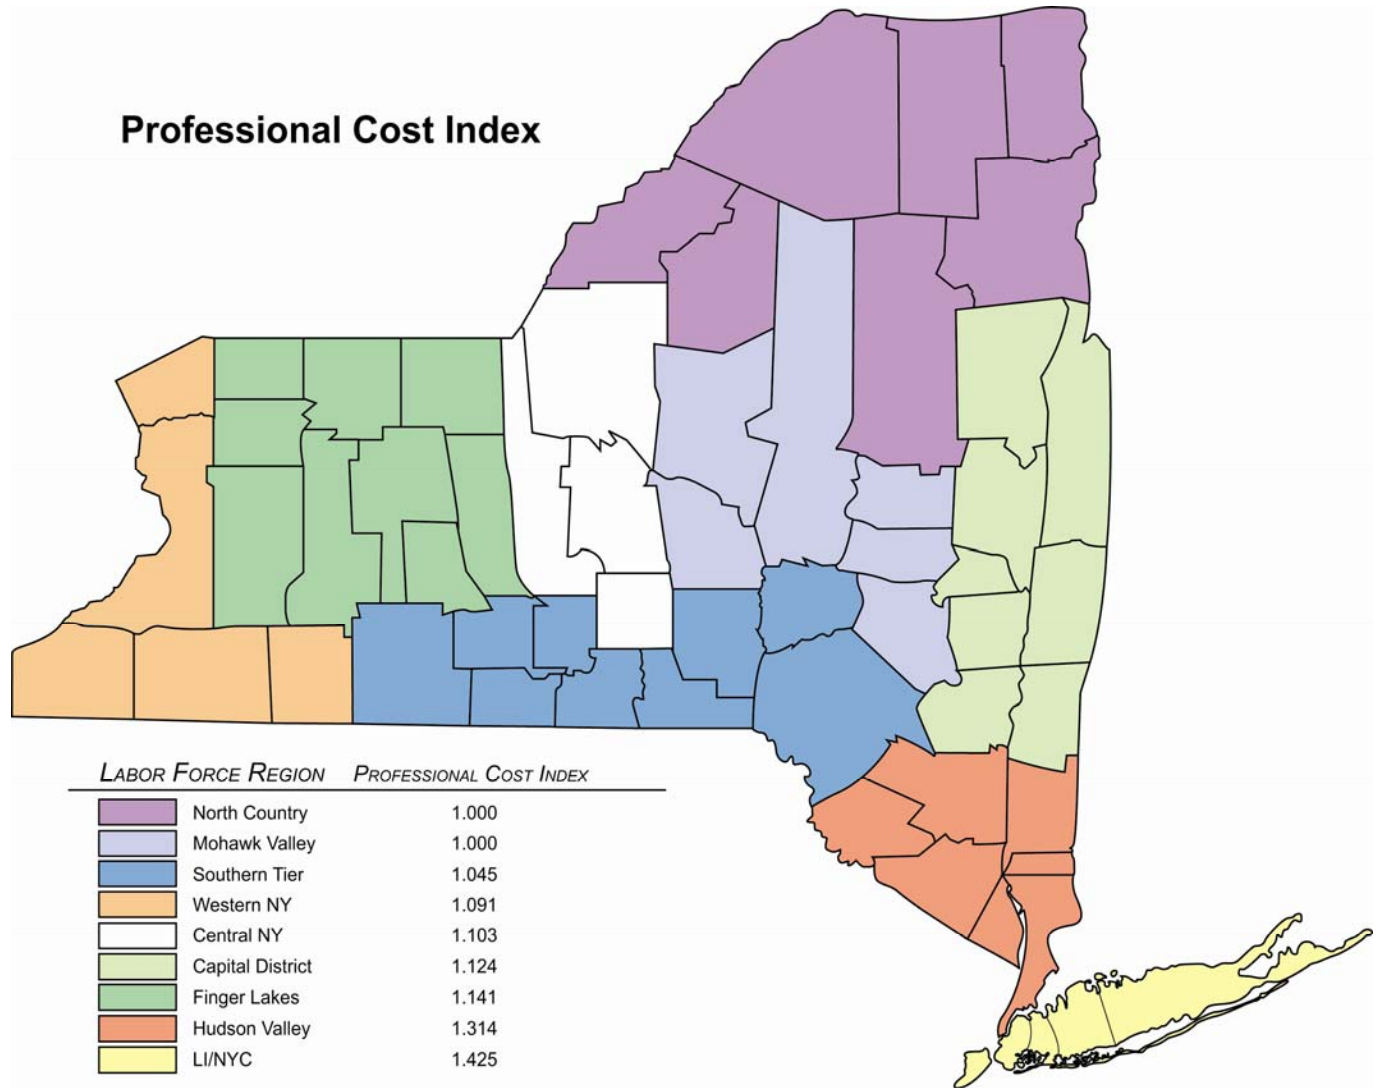 Professional Cost Index
LABOR FORCE REGION PROFESSIONAL COST INDEX
North Country 1.000
Mohawk Valley 1.000
Southern Tier 1.045
Western NY 1.091
Central NY 1.103
Capital District 1.124
Finger Lakes 1.141
Hudson Valley 1.314
LI/NYC 1.425